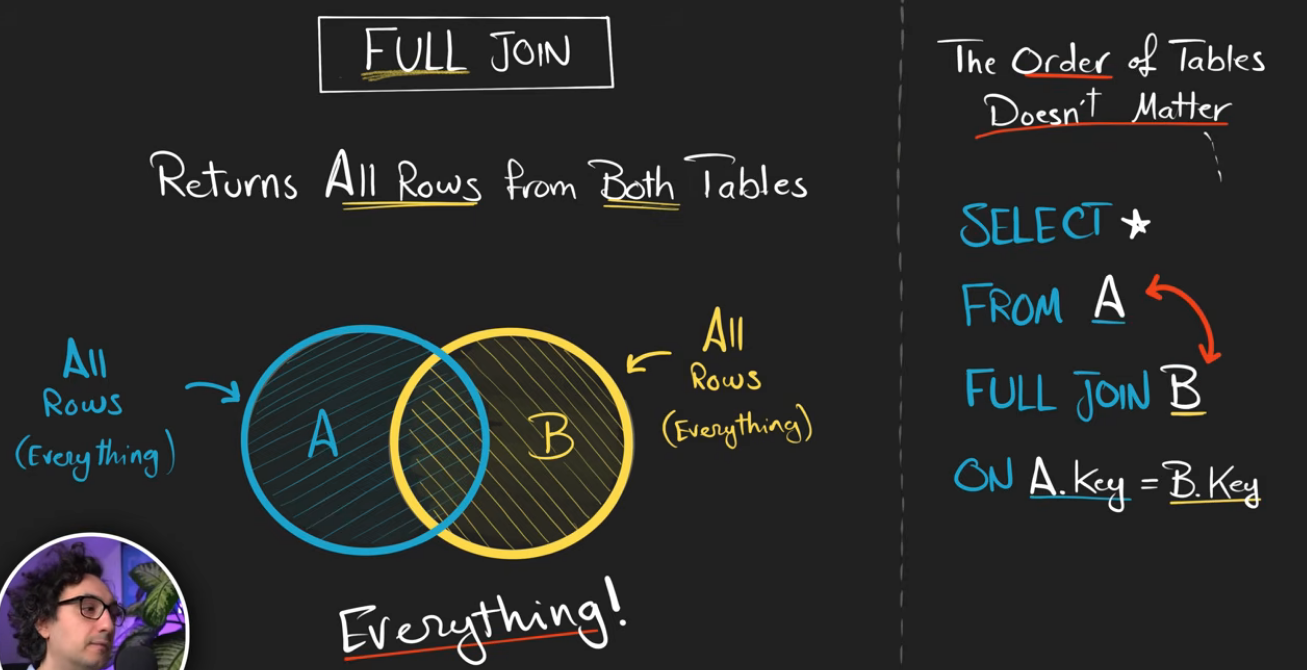 FULL JOIN
Returns All Rows from Both Tables
All
Rows
(Everything)
A
B
All
Rows
(Everything)
Everything!
The Order of Tables
Doesn't Matter
SELECT *
FROM A
FULL JOIN B
ON A.Key = B.Key